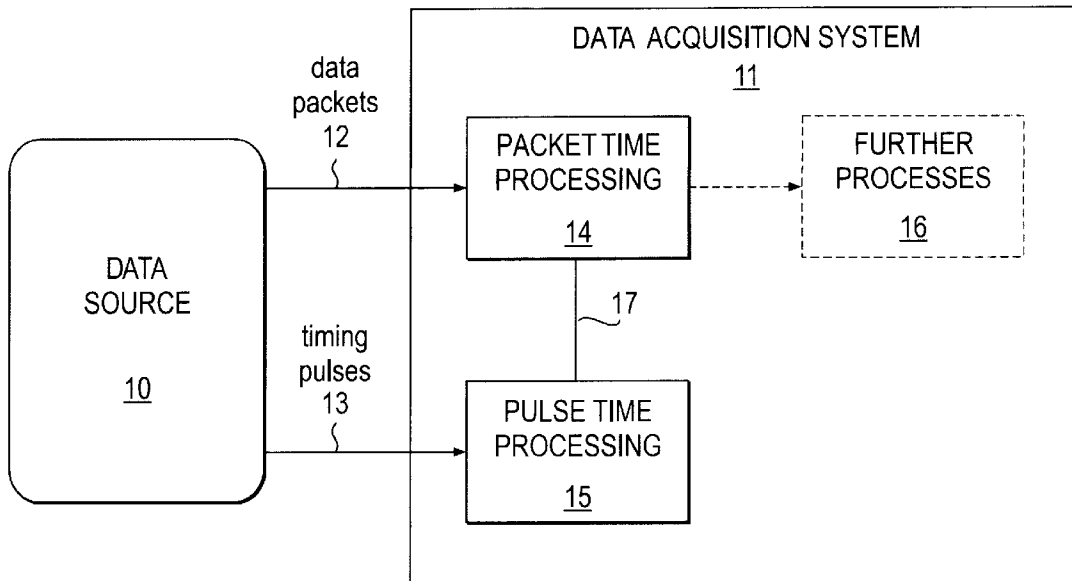 DATA ACQUISITION SYSTEM
11
data
packets
12
PACKET TIME
PROCESSING
14
FURTHER
PROCESSES
16
DATA
SOURCE
10
17
timing
pulses
13
PULSE TIME
PROCESSING
15